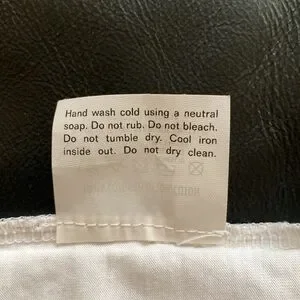 Hand wash cold using a neutral
soap. Do not rub. Do not bleach.
Do not tumble dry. Cool iron
inside out. Do not dry clean.